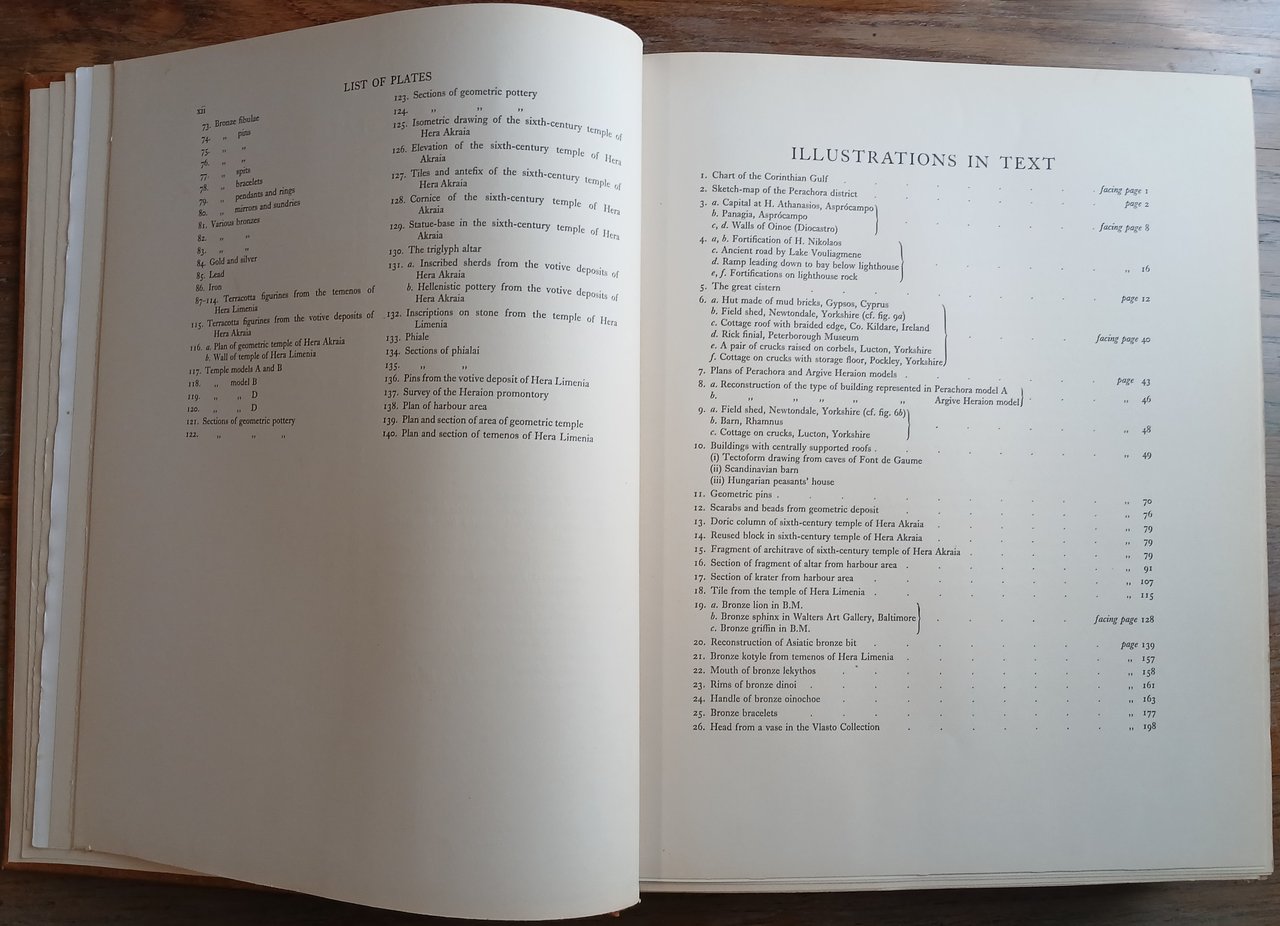 xii
LIST OF PLATES
73. Bronze fibulae
74. ,, pins
75. ,, ,,
76. ,, ,,
77. ,, spits
78. ,, bracelets
79. ,, pendants and rings
80. ,, mirrors and sundries
81. Various bronzes
82. ,, ,,
83. ,, ,,
84. Gold and silver
85. Lead
86. Iron
87-114. Terracotta figurines from the temenos of
Hera Limenia
115. Terracotta figurines from the votive deposits of
Hera Akraia
116. a. Plan of geometric temple of Hera Akraia
b. Wall of temple of Hera Limenia
117. Temple models A and B
118. ,, model B
119. ,, ,, D
120. ,, ,, D
121. Sections of geometric pottery
122. ,, ,, ,,
123. Sections of geometric pottery
124. ,, ,, ,,
125. Isometric drawing of the sixth-century temple of
Hera Akraia
126. Elevation of the sixth-century temple of Hera
Akraia
127. Tiles and antefix of the sixth-century temple of
Hera Akraia
128. Cornice of the sixth-century temple of Hera
Akraia
129. Statue-base in the sixth-century temple of Hera
Akraia
130. The triglyph altar
131. a. Inscribed sherds from the votive deposits of
Hera Akraia
b. Hellenistic pottery from the votive deposits of
Hera Akraia
132. Inscriptions on stone from the temple of Hera
Limenia
133. Phiale
134. Sections of phialai
135. ,, ,,
136. Pins from the votive deposit of Hera Limenia
137. Survey of the Heraion promontory
138. Plan of harbour area
139. Plan and section of area of geometric temple
140. Plan and section of temenos of Hera Limenia
ILLUSTRATIONS IN TEXT
1. Chart of the Corinthian Gulf . . . . . . facing page 1
2. Sketch-map of the Perachora district . . . . . page 2
3. a. Capital at H. Athanasios, Asprócampo
b. Panagia, Asprócampo
c, d. Walls of Oinoe (Diocastro) . . . . facing page 8
4. a, b. Fortification of H. Nikolaos
c. Ancient road by Lake Vouliagmene
d. Ramp leading down to bay below lighthouse
e, f. Fortifications on lighthouse rock . . . . ,, 16
5. The great cistern . . . . . . . page 12
6. a. Hut made of mud bricks, Gypsos, Cyprus
b. Field shed, Newtondale, Yorkshire (cf. fig. 9a)
c. Cottage roof with braided edge, Co. Kildare, Ireland
d. Rick finial, Peterborough Museum
e. A pair of crucks raised on corbels, Lucton, Yorkshire
f. Cottage on crucks with storage floor, Pockley, Yorkshire . . . facing page 40
7. Plans of Perachora and Argive Heraion models . . . . . page 43
8. a. Reconstruction of the type of building represented in Perachora model A
b. ,, ,, ,, ,, ,, Argive Heraion model . . ,, 46
9. a. Field shed, Newtondale, Yorkshire (cf. fig. 6b)
b. Barn, Rhamnus
c. Cottage on crucks, Lucton, Yorkshire . . . . ,, 48
10. Buildings with centrally supported roofs . . . . . . ,, 49
(i) Tectoform drawing from caves of Font de Gaume
(ii) Scandinavian barn
(iii) Hungarian peasants' house
11. Geometric pins . . . . . . . ,, 70
12. Scarabs and beads from geometric deposit . . . . . ,, 76
13. Doric column of sixth-century temple of Hera Akraia . . . . ,, 79
14. Reused block in sixth-century temple of Hera Akraia . . . . ,, 79
15. Fragment of architrave of sixth-century temple of Hera Akraia . . . . ,, 79
16. Section of fragment of altar from harbour area . . . . . ,, 91
17. Section of krater from harbour area . . . . . . ,, 107
18. Tile from the temple of Hera Limenia . . . . . . ,, 115
19. a. Bronze lion in B.M.
b. Bronze sphinx in Walters Art Gallery, Baltimore
c. Bronze griffin in B.M. . . . . facing page 128
20. Reconstruction of Asiatic bronze bit . . . . . . page 139
21. Bronze kotyle from temenos of Hera Limenia . . . . . . ,, 157
22. Mouth of bronze lekythos . . . . . . . ,, 158
23. Rims of bronze dinoi . . . . . . . ,, 161
24. Handle of bronze oinochoe . . . . . . . ,, 163
25. Bronze bracelets . . . . . . . ,, 177
26. Head from a vase in the Vlasto Collection . . . . . . ,, 198